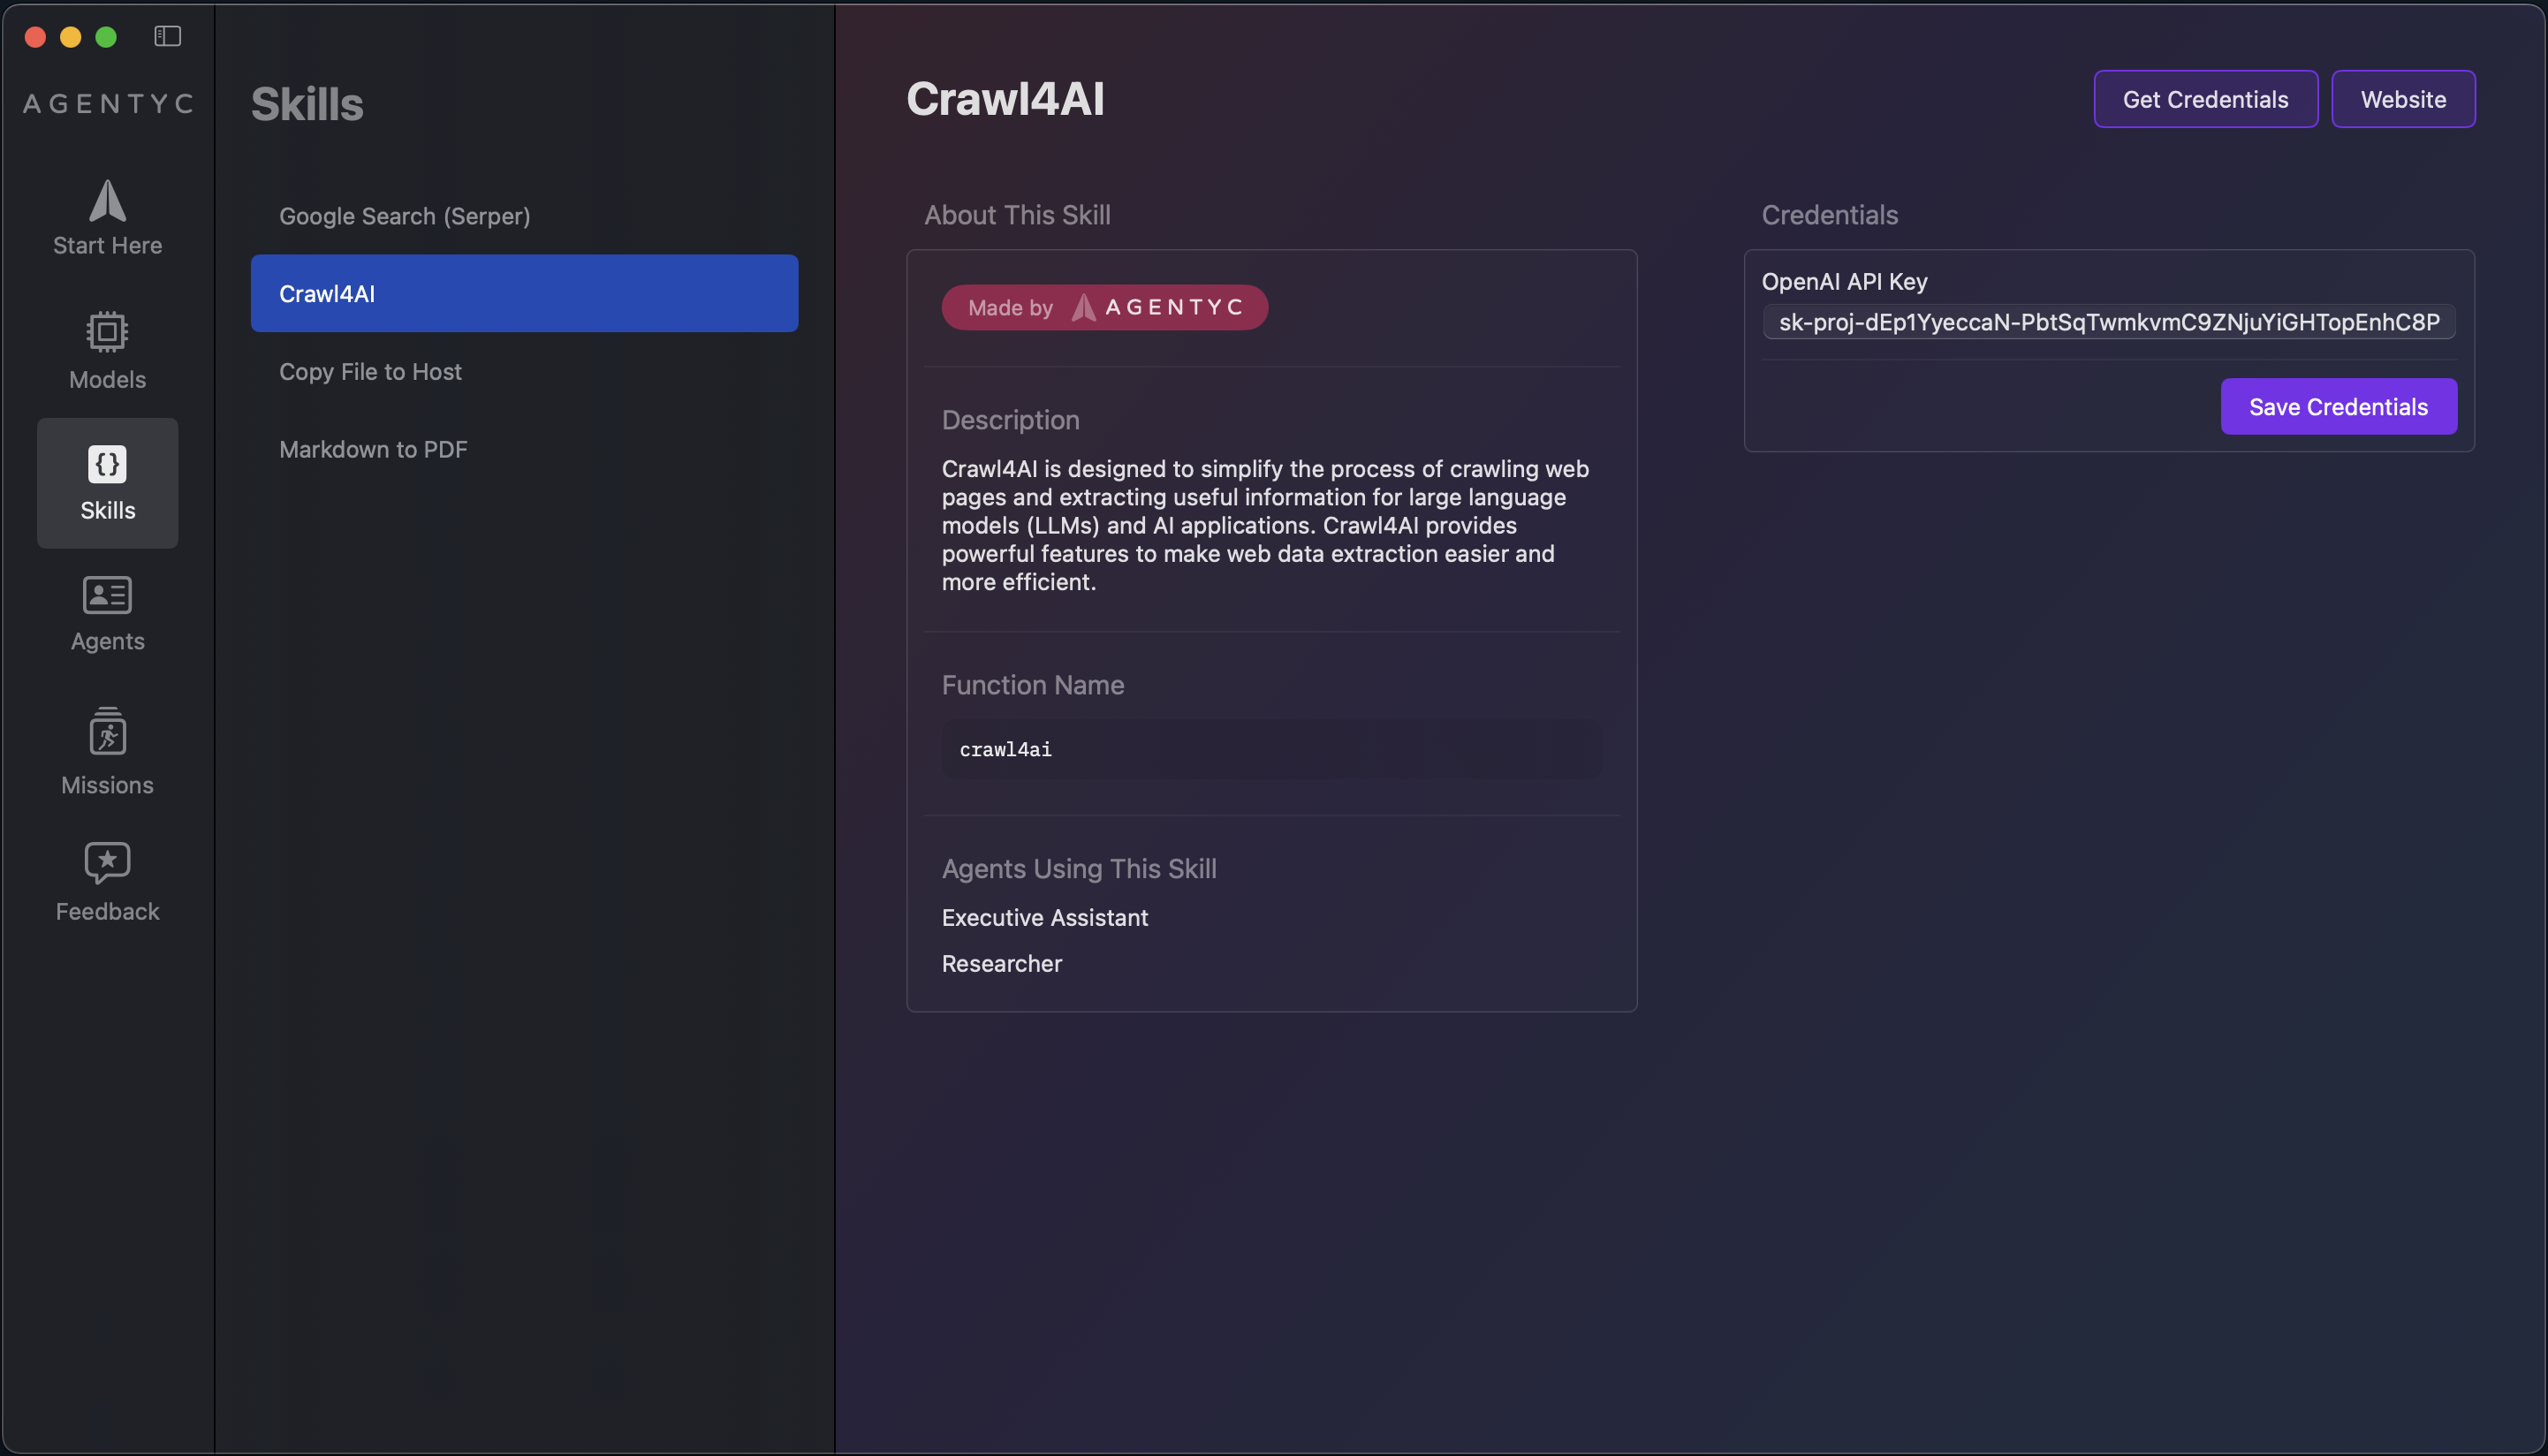 AGENTYC
Start Here
Models
Skills
Agents
Missions
Feedback
Skills
Google Search (Serper)
Crawl4AI
Copy File to Host
Markdown to PDF
Crawl4AI
Get Credentials
Website
About This Skill
Made by AGENTYC
Description
Crawl4AI is designed to simplify the process of crawling web
pages and extracting useful information for large language
models (LLMs) and AI applications. Crawl4AI provides
powerful features to make web data extraction easier and
more efficient.
Function Name
crawl4ai
Agents Using This Skill
Executive Assistant
Researcher
Credentials
OpenAI API Key
sk-proj-dEp1YyeccaN-PbtSqTwmkvmC9ZNjuYiGHTopEnhC8P
Save Credentials